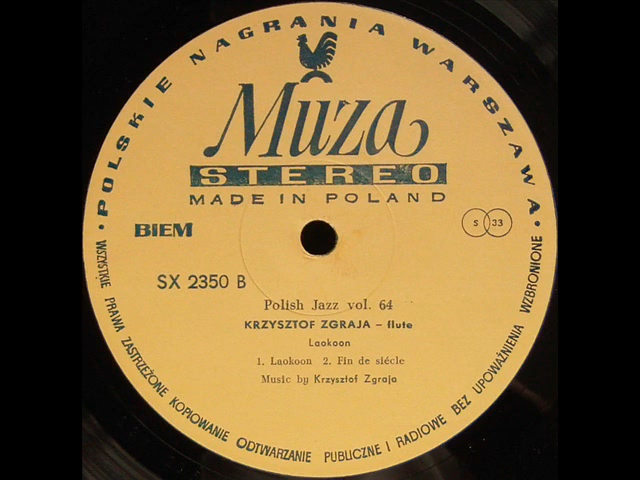 • POLSKIE NAGRANIA WARSZAWA •
Muza
STEREO
MADE IN POLAND
BIEM
S 33
SX 2350 B
Polish Jazz vol. 64
KRZYSZTOF ZGRAJA – flute
Laokoon
1. Laokoon 2. Fin de siécle
Music by Krzysztof Zgraja
WSZYSTKIE PRAWA ZASTRZEŻONE KOPIOWANIE ODTWARZANIE PUBLICZNE I RADIOWE BEZ UPOWAŻNIENIA WZBRONIONE